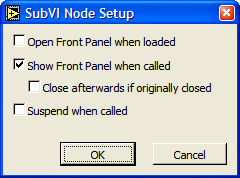 SubVI Node Setup
Open Front Panel when loaded
Show Front Panel when called
Close afterwards if originally closed
Suspend when called
OK
Cancel